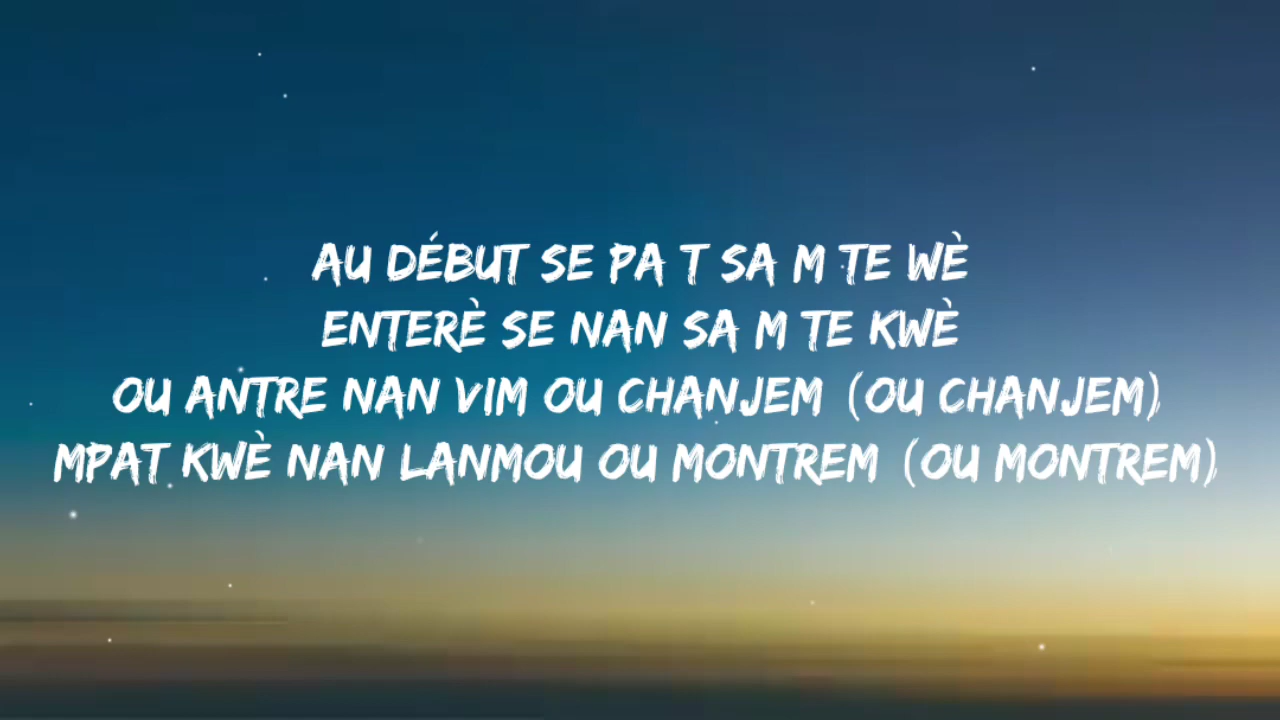 AU DÉBUT SE PA T SA M TE WÈ
ENTERÈ SE NAN SA M TE KWÈ
OU ANTRE NAN VIM OU CHANJEM (OU CHANJEM)
MPAT KWÈ NAN LANMOU OU MONTREM (OU MONTREM)